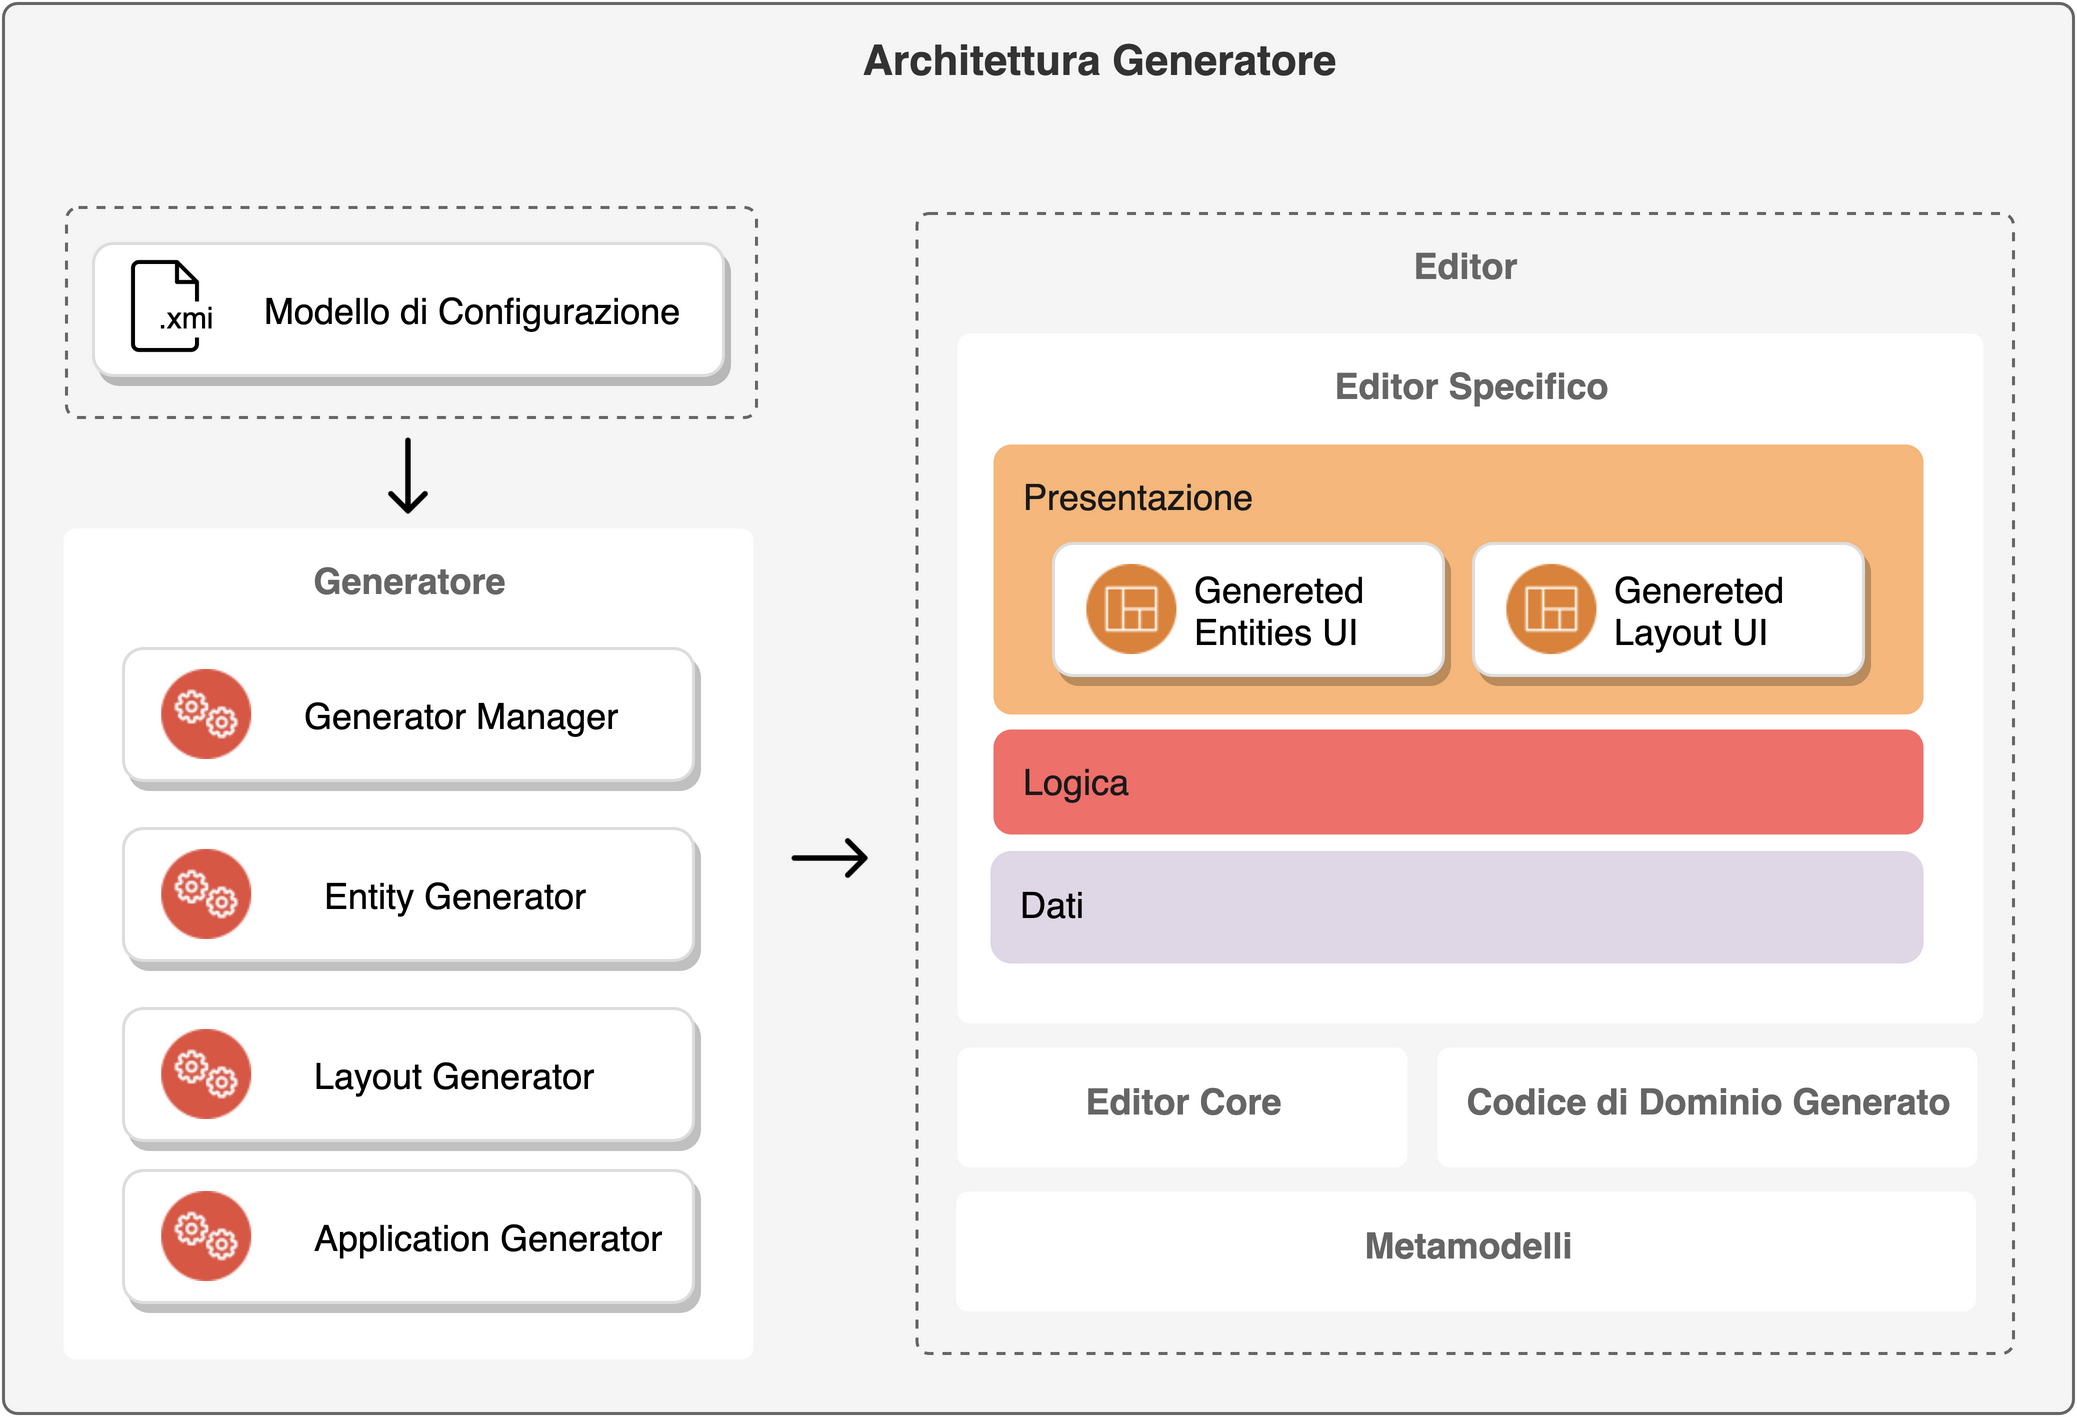 Architettura Generatore
.xmi
Modello di Configurazione
Generatore
Generator Manager
Entity Generator
Layout Generator
Application Generator
Editor
Editor Specifico
Presentazione
Genereted
Entities UI
Genereted
Layout UI
Logica
Dati
Editor Core
Codice di Dominio Generato
Metamodelli